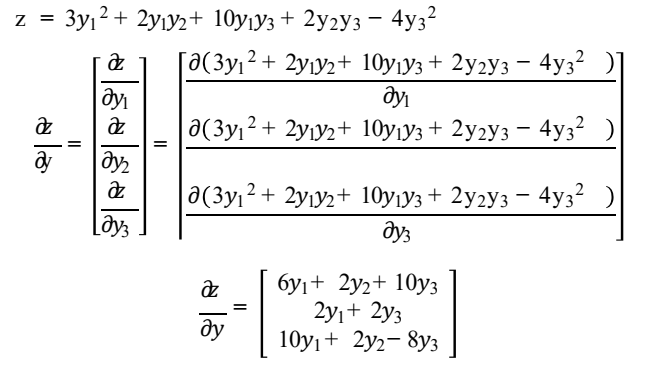 z = 3y₁² + 2y₁y₂ + 10y₁y₃ + 2y₂y₃ − 4y₃²
∂z/∂y = [ ∂z/∂y₁ ∂z/∂y₂ ∂z/∂y₃ ] = [ ∂(3y₁² + 2y₁y₂ + 10y₁y₃ + 2y₂y₃ − 4y₃² )/∂y₁
∂(3y₁² + 2y₁y₂ + 10y₁y₃ + 2y₂y₃ − 4y₃² )
∂(3y₁² + 2y₁y₂ + 10y₁y₃ + 2y₂y₃ − 4y₃² )/∂y₃ ]
∂z/∂y = [ 6y₁ + 2y₂ + 10y₃
2y₁ + 2y₃
10y₁ + 2y₂ − 8y₃ ]